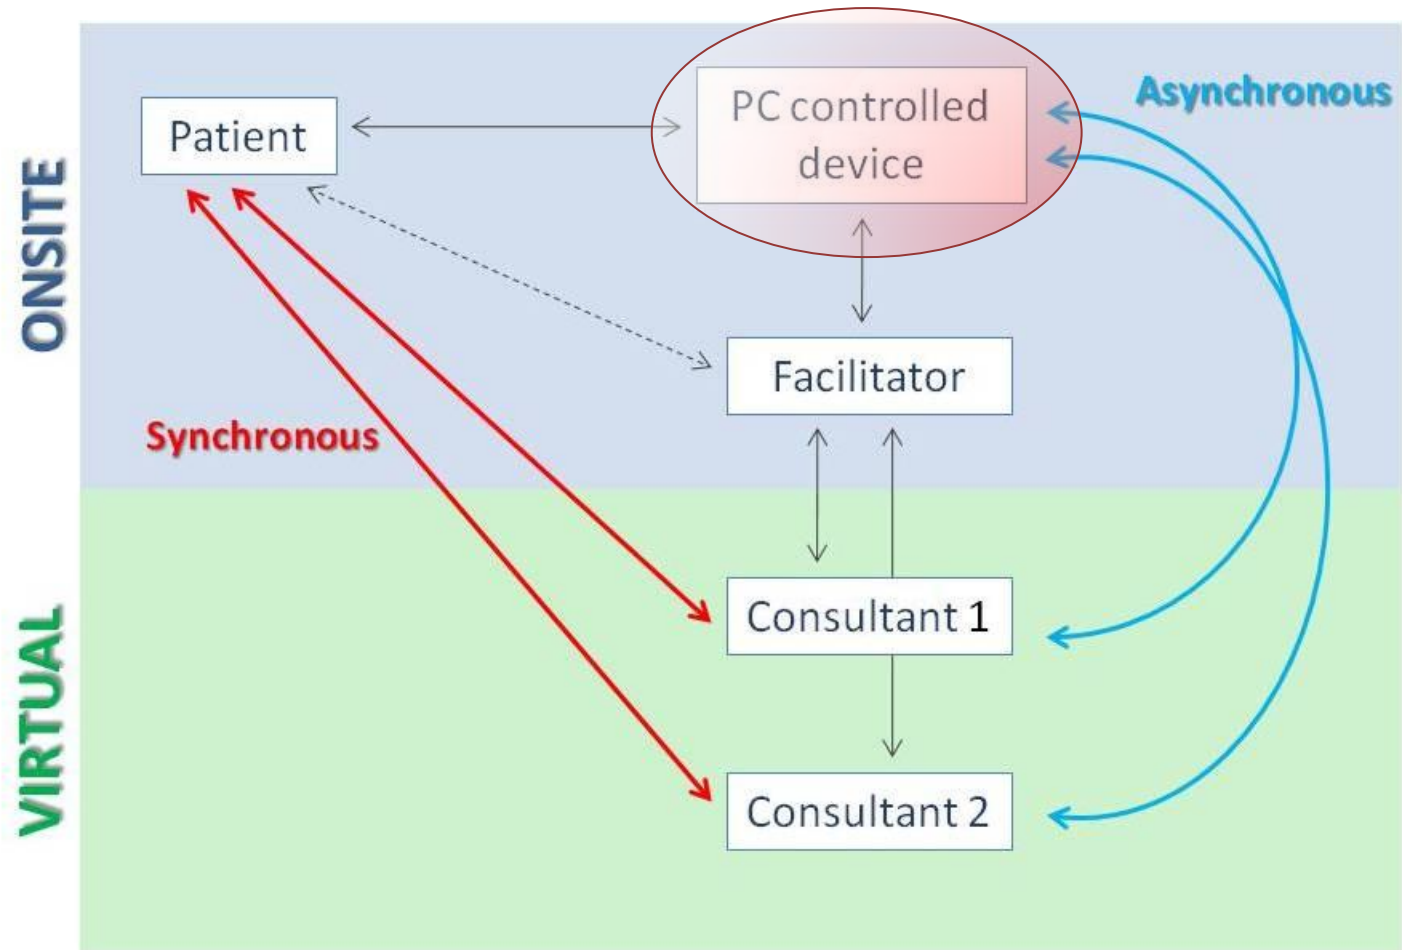 ONSITE
Patient
PC controlled
device
Asynchronous
Facilitator
Synchronous
VIRTUAL
Consultant 1
Consultant 2